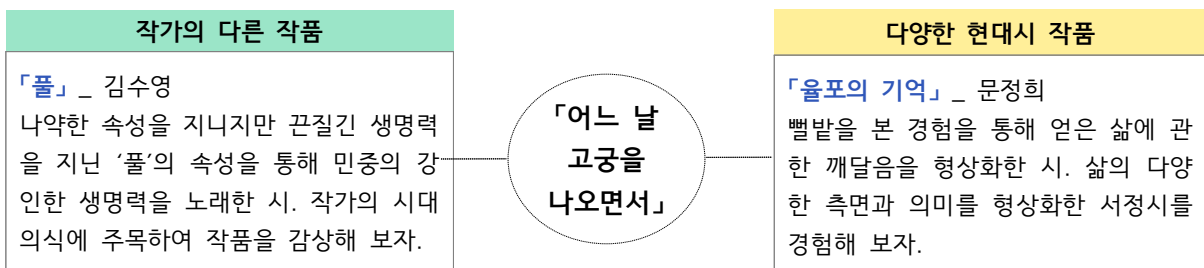 작가의 다른 작품
「풀」 _ 김수영
나약한 속성을 지니지만 끈질긴 생명력
을 지닌 ‘풀’의 속성을 통해 민중의 강
인한 생명력을 노래한 시. 작가의 시대
의식에 주목하여 작품을 감상해 보자.
「어느 날
고궁을
나오면서」
다양한 현대시 작품
「율포의 기억」 _ 문정희
뻘밭을 본 경험을 통해 얻은 삶에 관
한 깨달음을 형상화한 시. 삶의 다양
한 측면과 의미를 형상화한 서정시를
경험해 보자.